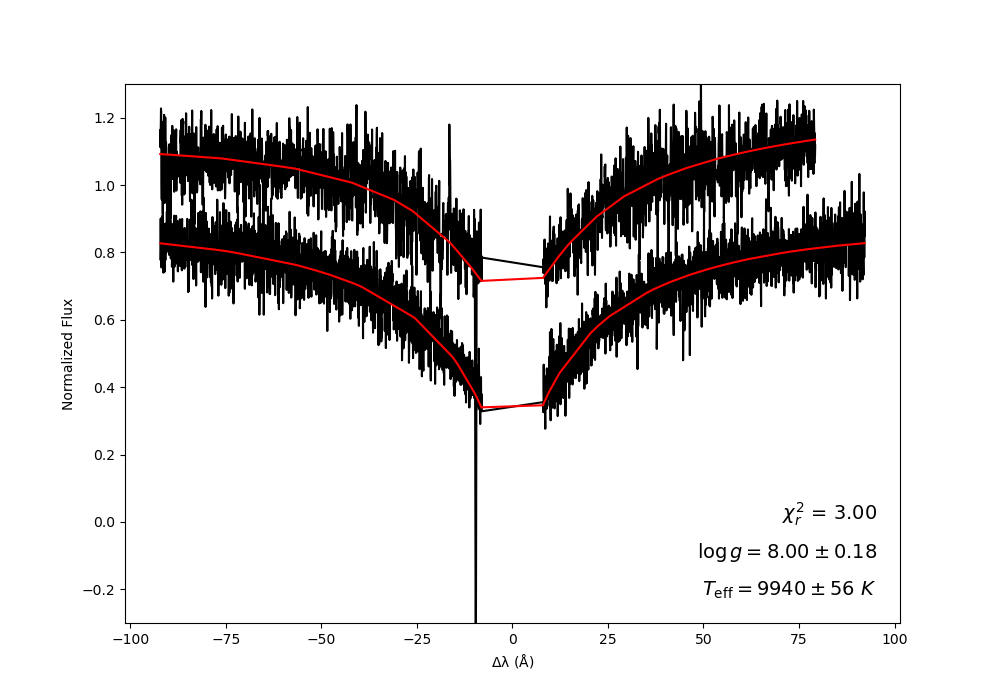 1.2
1.0
0.8
0.6
0.4
0.2
0.0
−0.2
Normalized Flux
χ²ᵣ = 3.00
log g = 8.00 ± 0.18
T_eff = 9940 ± 56 K
−100 −75 −50 −25 0 25 50 75 100
Δλ (Å)